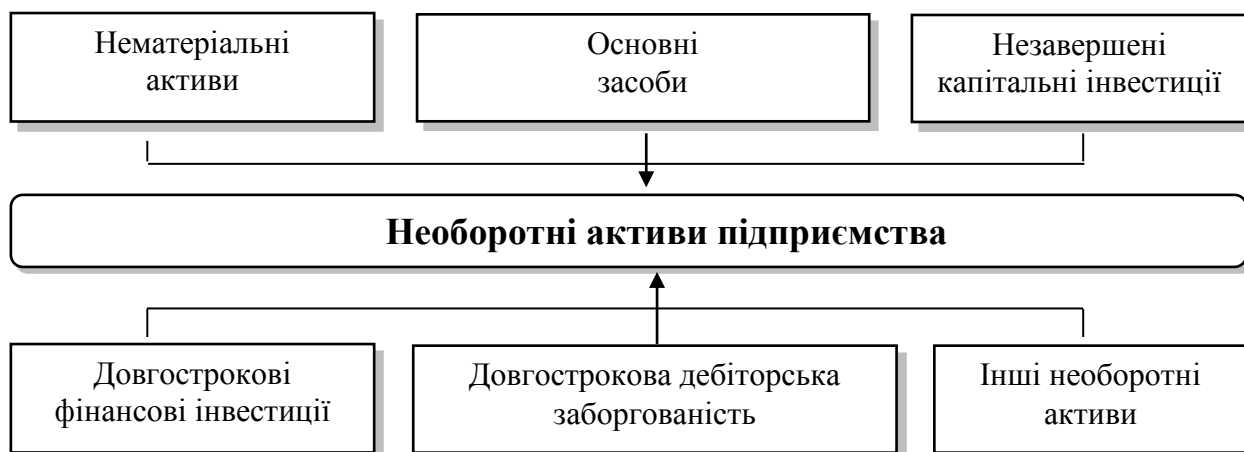 Нематеріальні
активи
Основні
засоби
Незавершені
капітальні інвестиції
Необоротні активи підприємства
Довгострокові
фінансові інвестиції
Довгострокова дебіторська
заборгованість
Інші необоротні
активи